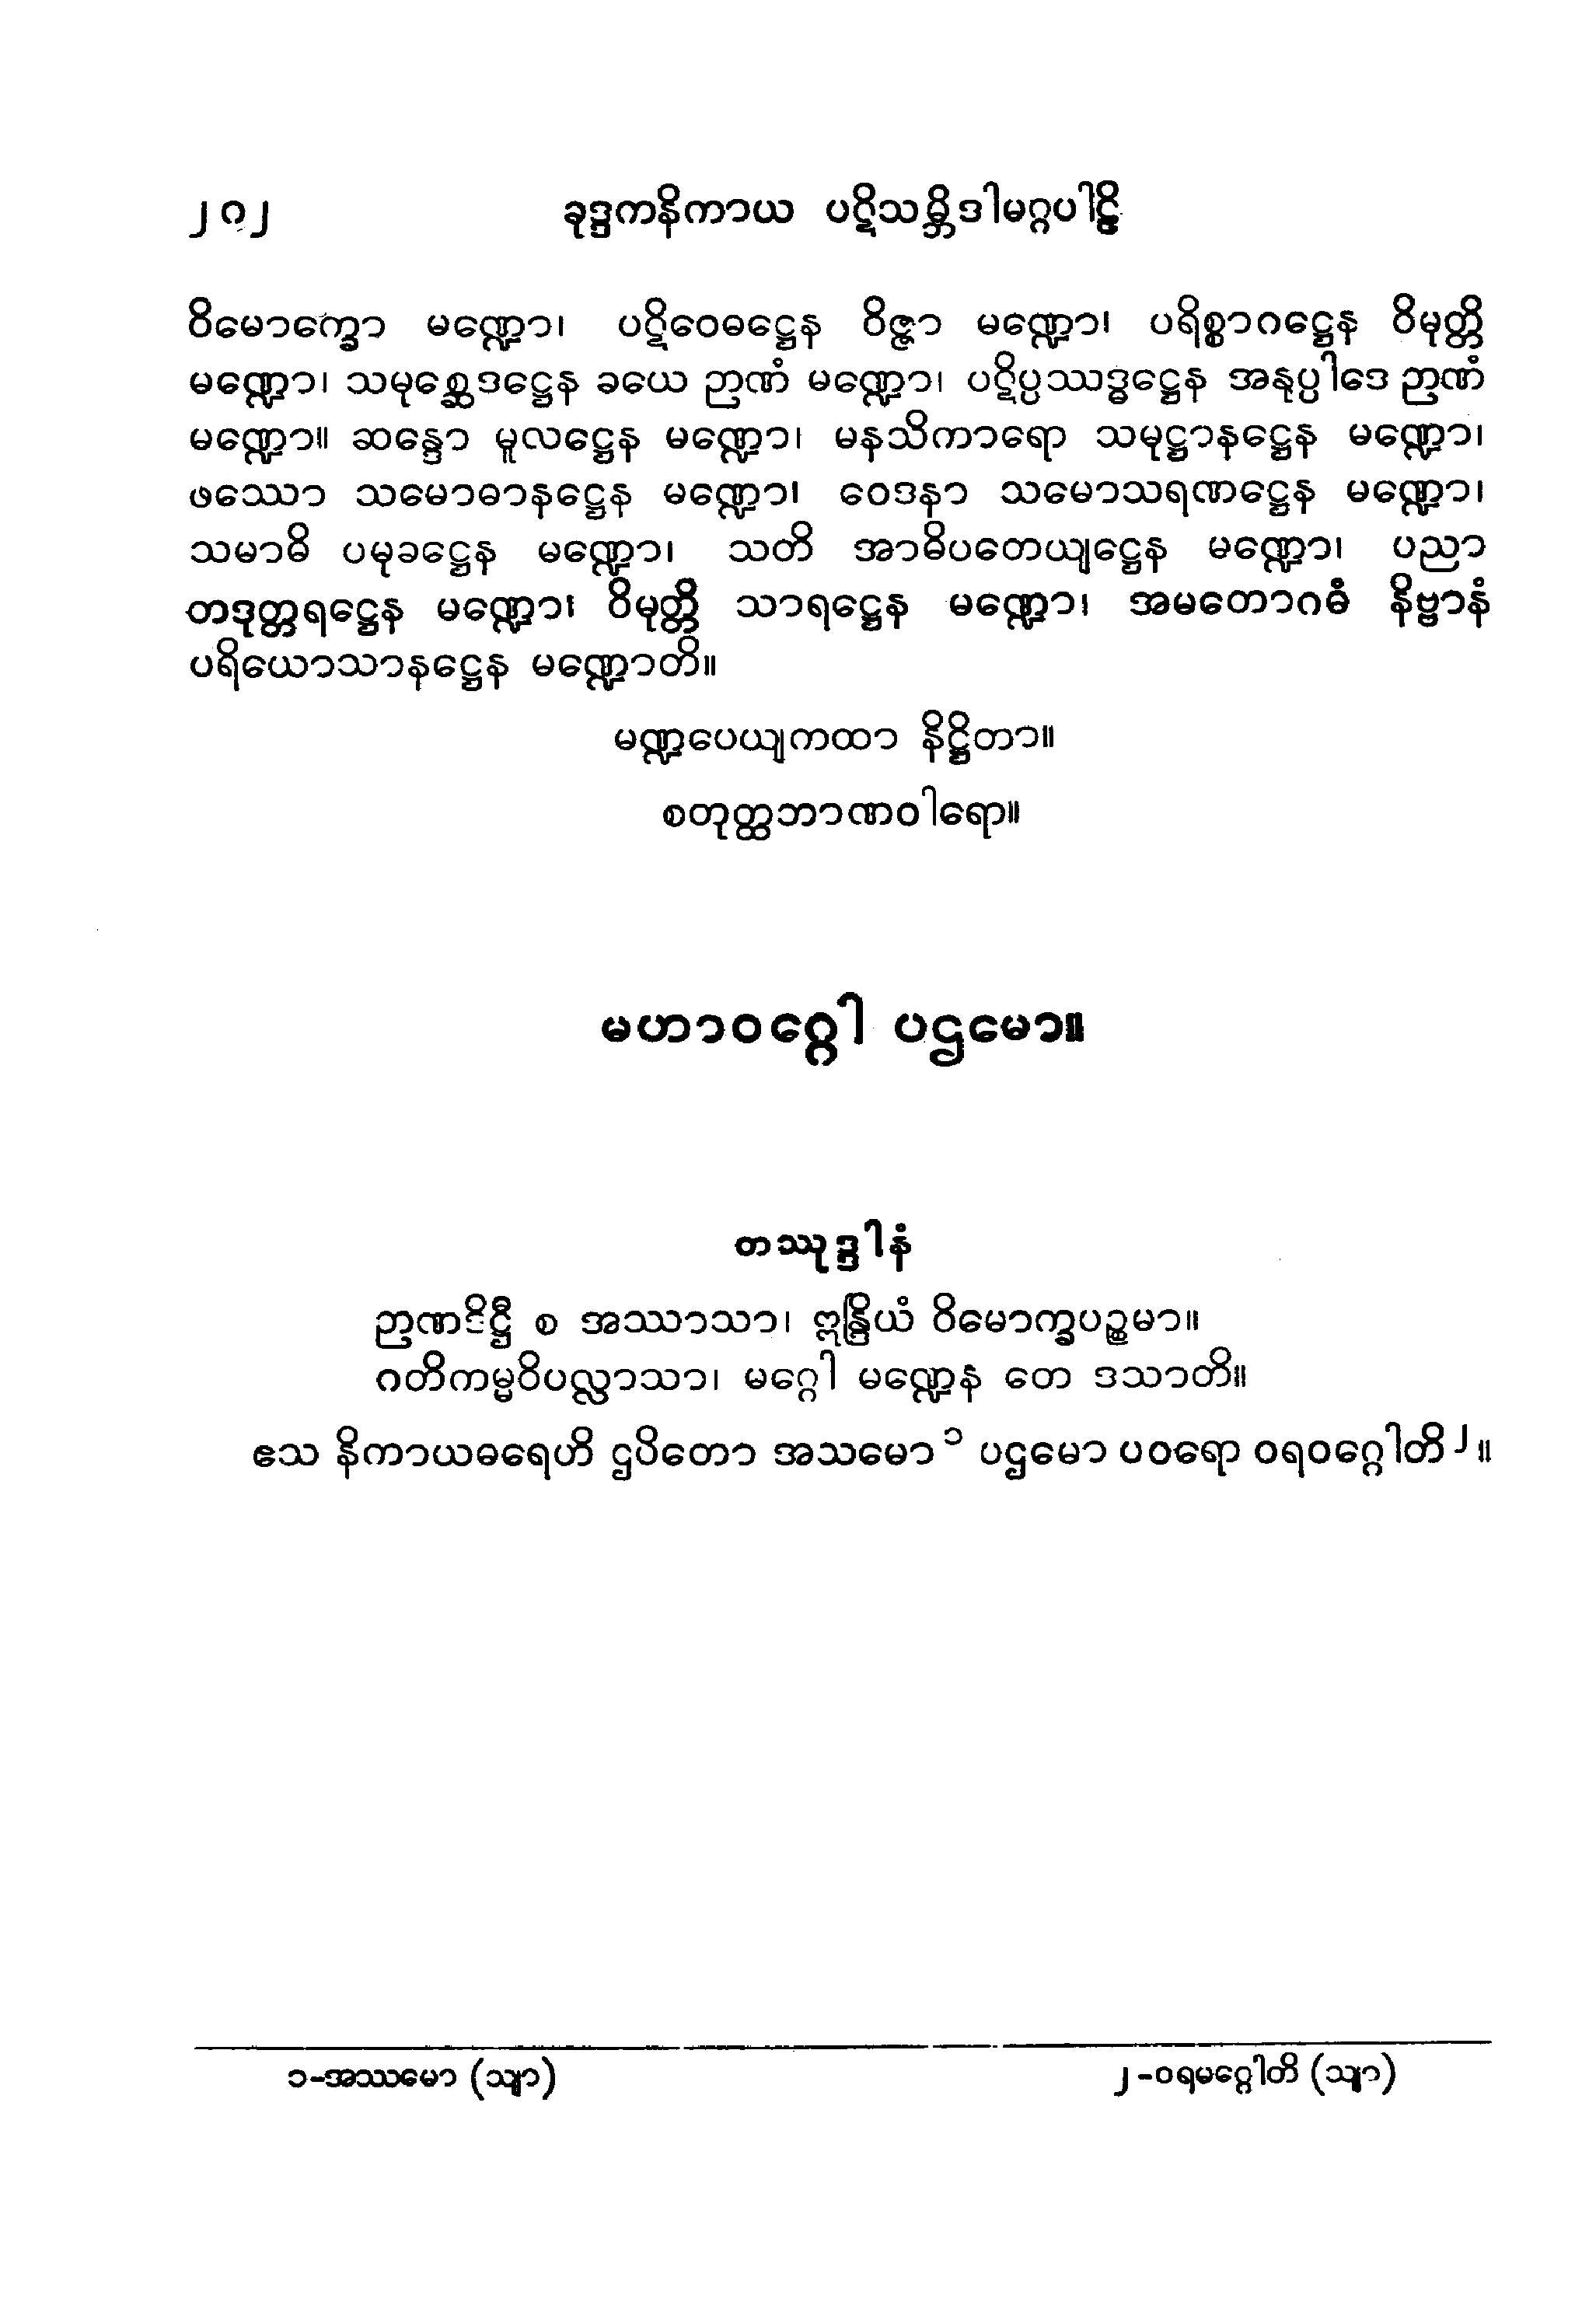 ၂၇၂ ခုဒ္ဒကနိကာယ ပဋိသမ္ဘိဒါမဂ္ဂပါဠိ
ဝိမောက္ခော မဏ္ဍော၊ ပဋိဝေဓဋ္ဌေန ဝိဇ္ဇာ မဏ္ဍော၊ ပရိစ္စာဂဋ္ဌေန ဝိမုတ္တိ
မဏ္ဍော၊ သမုစ္ဆေဒဋ္ဌေန ခယေ ဉာဏံ မဏ္ဍော၊ ပဋိပ္ပဿဒ္ဓဋ္ဌေန အနုပ္ပါဒေ ဉာဏံ
မဏ္ဍော။ ဆန္ဒော မူလဋ္ဌေန မဏ္ဍော၊ မနသိကာရော သမုဋ္ဌာနဋ္ဌေန မဏ္ဍော၊
ဖဿော သမောဓာနဋ္ဌေန မဏ္ဍော၊ ဝေဒနာ သမောသရဏဋ္ဌေန မဏ္ဍော၊
သမာဓိ ပမုခဋ္ဌေန မဏ္ဍော၊ သတိ အာဓိပတေယျဋ္ဌေန မဏ္ဍော၊ ပညာ
တဒုတ္တရဋ္ဌေန မဏ္ဍော၊ ဝိမုတ္တိ သာရဋ္ဌေန မဏ္ဍော၊ အမတောဂဓံ နိဗ္ဗာနံ
ပရိယောသာနဋ္ဌေန မဏ္ဍောတိ။
မဏ္ဍပေယျကထာ နိဋ္ဌိတာ။
စတုတ္ထဘာဏဝါရော။
မဟာဝဂ္ဂေါ ပဌမော။
တဿုဒ္ဒါနံ
ဉာဏဒိဋ္ဌီ စ အဿာသာ၊ ဣန္ဒြိယံ ဝိမောက္ခပဉ္စမာ။
ဂတိကမ္မဝိပလ္လာသာ၊ မဂ္ဂေါ မဏ္ဍေန တေ ဒသာတိ။
ဧသ နိကာယဓရေဟိ ဌပိတော အသမော ၁ ပဌမော ပဝရော ဝရဝဂ္ဂေါတိ ၂ ။
၁-အဿမော (သျာ) ၂-ဝရမဂ္ဂေါတိ (သျာ)